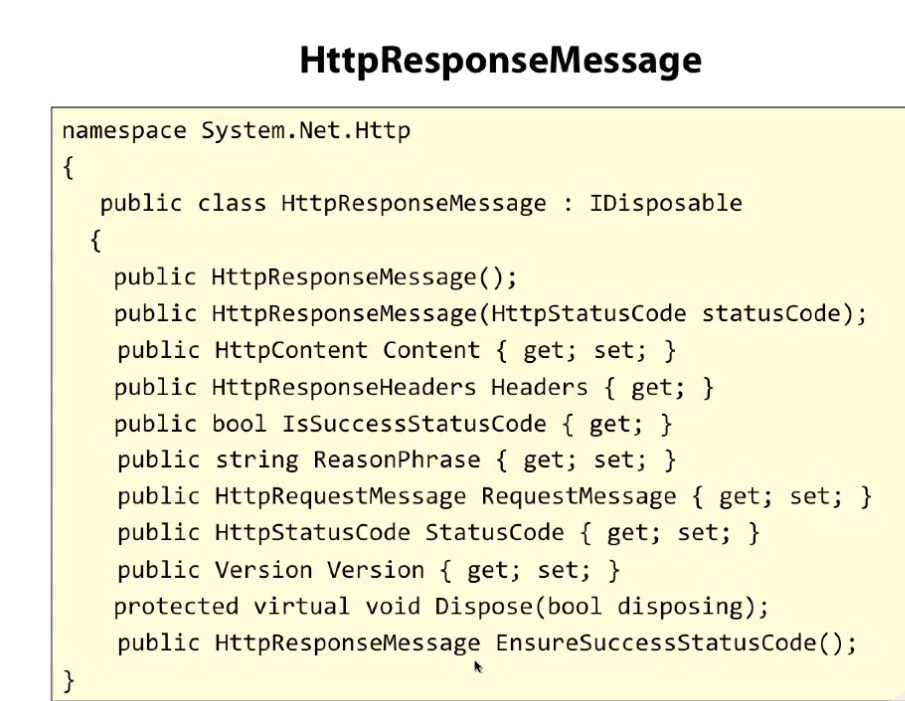 HttpResponseMessage
namespace System.Net.Http
{
public class HttpResponseMessage : IDisposable
{
public HttpResponseMessage();
public HttpResponseMessage(HttpStatusCode statusCode);
public HttpContent Content { get; set; }
public HttpResponseHeaders Headers { get; }
public bool IsSuccessStatusCode { get; }
public string ReasonPhrase { get; set; }
public HttpRequestMessage RequestMessage { get; set; }
public HttpStatusCode StatusCode { get; set; }
public Version Version { get; set; }
protected virtual void Dispose(bool disposing);
public HttpResponseMessage EnsureSuccessStatusCode();
}